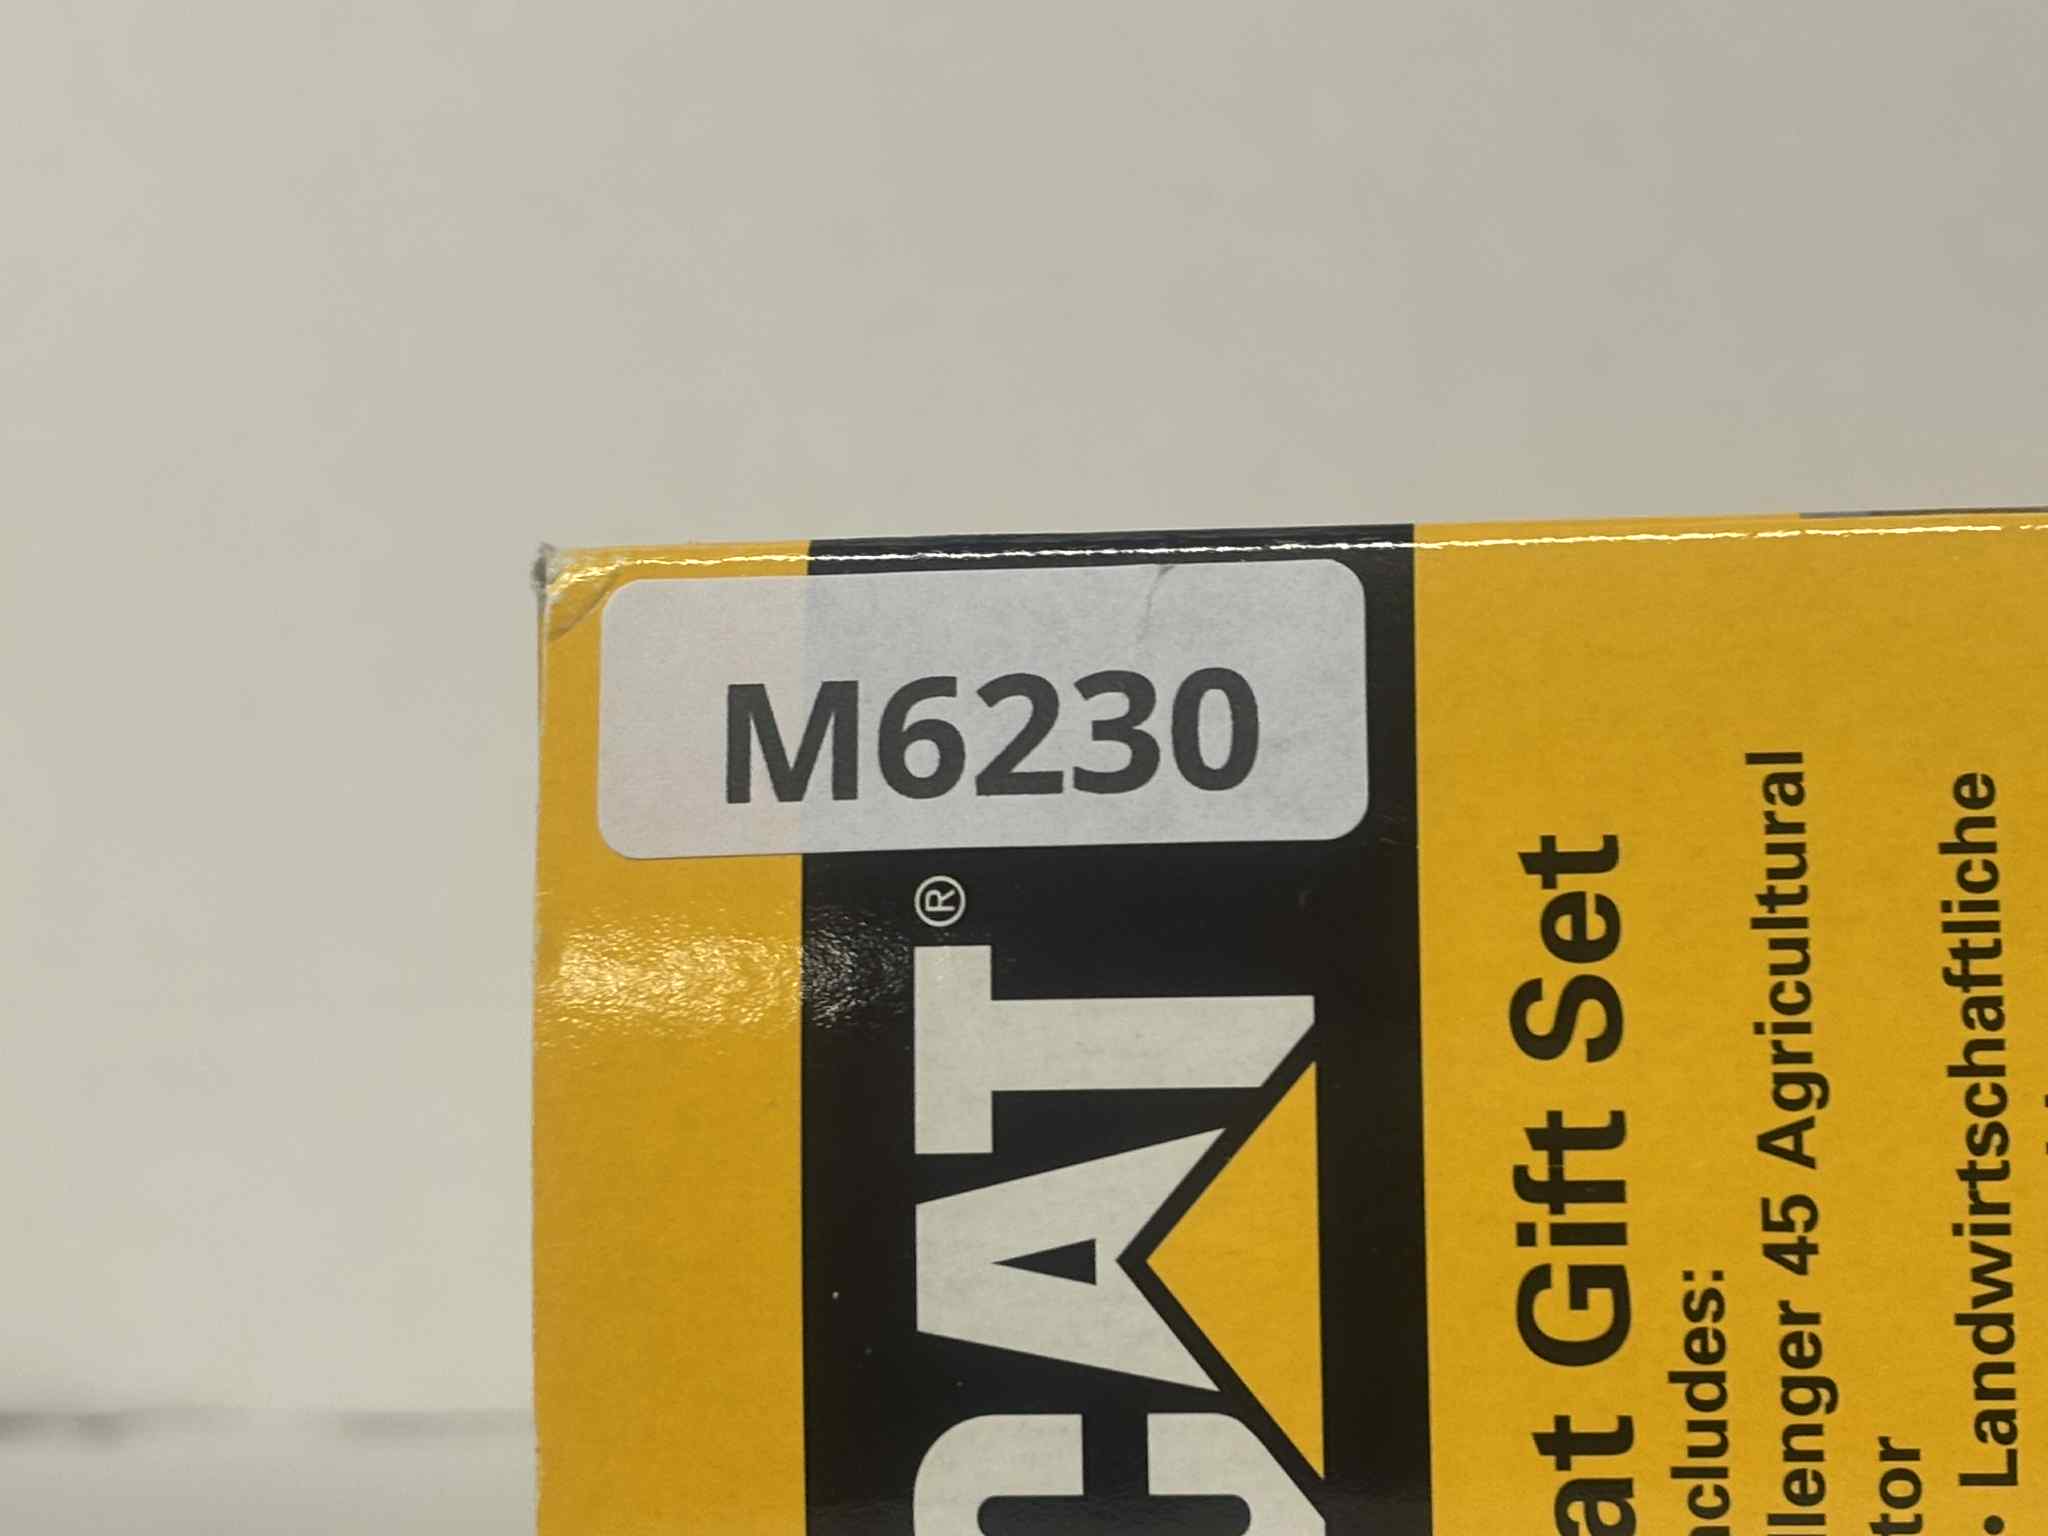 M6230
CAT®
at Gift Set
ncludes:
llenger 45 Agricultural
tor
• Landwirtschaftliche